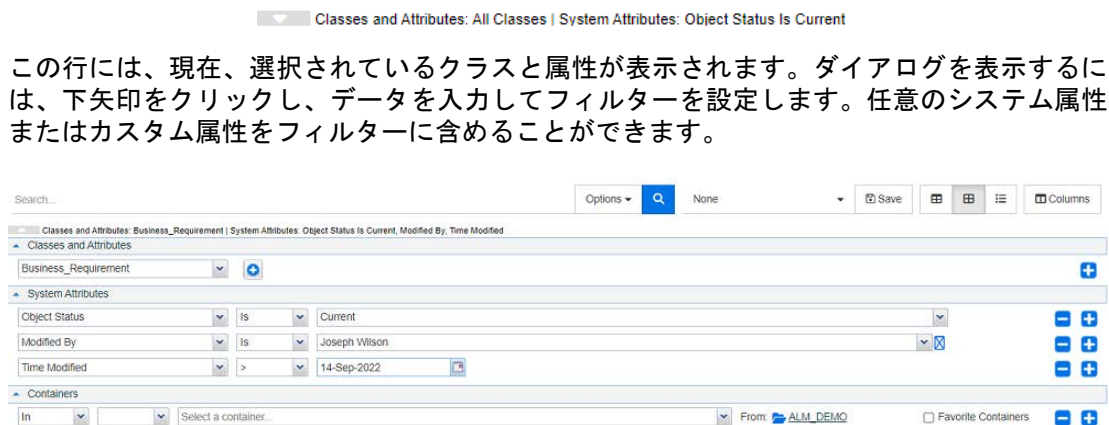 Classes and Attributes: All Classes | System Attributes: Object Status Is Current
この行には、現在、選択されているクラスと属性が表示されます。ダイアログを表示するに
は、下矢印をクリックし、データを入力してフィルターを設定します。任意のシステム属性
またはカスタム属性をフィルターに含めることができます。
Search... Options None Save Columns
Classes and Attributes: Business_Requirement | System Attributes: Object Status Is Current, Modified By, Time Modified
Classes and Attributes
Business_Requirement
System Attributes
Object Status Is Current
Modified By Is Joseph Wilson
Time Modified > 14-Sep-2022
Containers
In Select a container... From: ALM_DEMO Favorite Containers